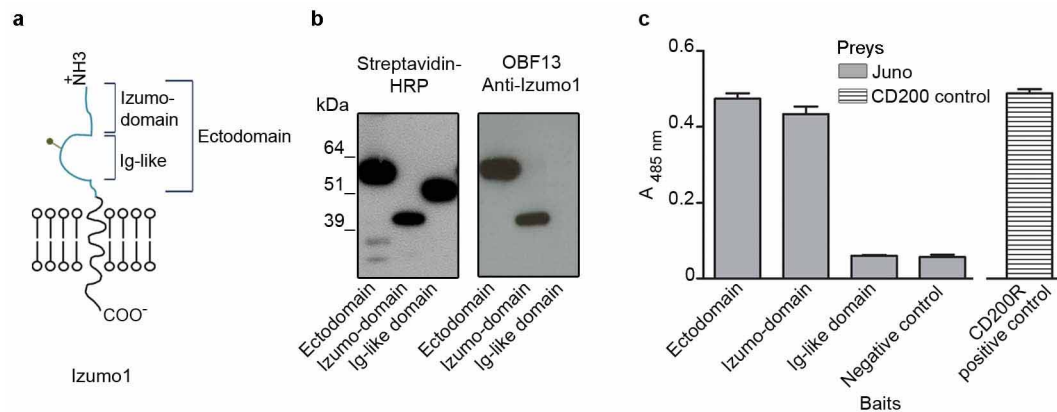 a
+NH3
Izumo-
domain
Ig-like
Ectodomain
COO-
Izumo1
b
Streptavidin-
HRP
OBF13
Anti-Izumo1
kDa
64
51
39
Ectodomain
Izumo-domain
Ig-like domain
Ectodomain
Izumo-domain
Ig-like domain
c
Preys
Juno
CD200 control
A 485 nm
0.6
0.4
0.2
0
Ectodomain
Izumo-domain
Ig-like domain
Negative control
CD200R
positive control
Baits